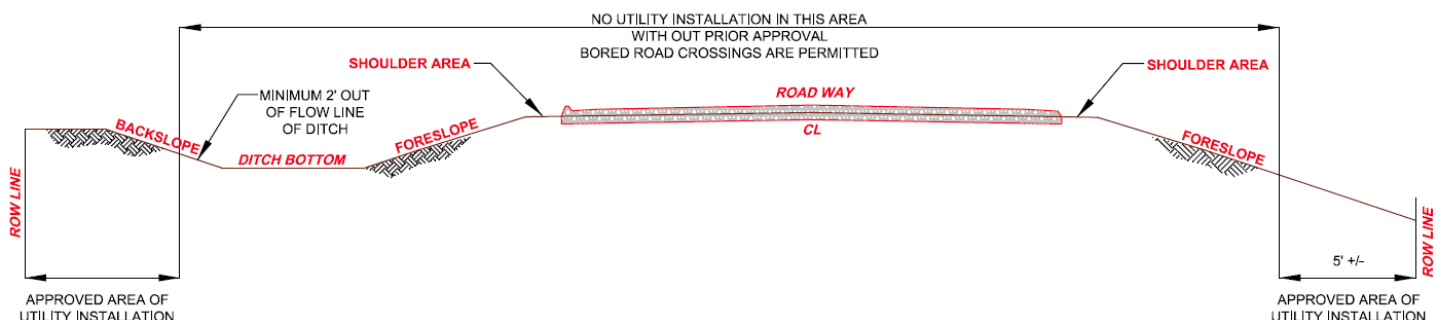 NO UTILITY INSTALLATION IN THIS AREA
WITH OUT PRIOR APPROVAL
BORED ROAD CROSSINGS ARE PERMITTED
SHOULDER AREA
SHOULDER AREA
MINIMUM 2' OUT
OF FLOW LINE
OF DITCH
ROAD WAY
CL
BACKSLOPE
DITCH BOTTOM
FORESLOPE
FORESLOPE
ROW LINE
ROW LINE
5' +/-
APPROVED AREA OF
UTILITY INSTALLATION
APPROVED AREA OF
UTILITY INSTALLATION